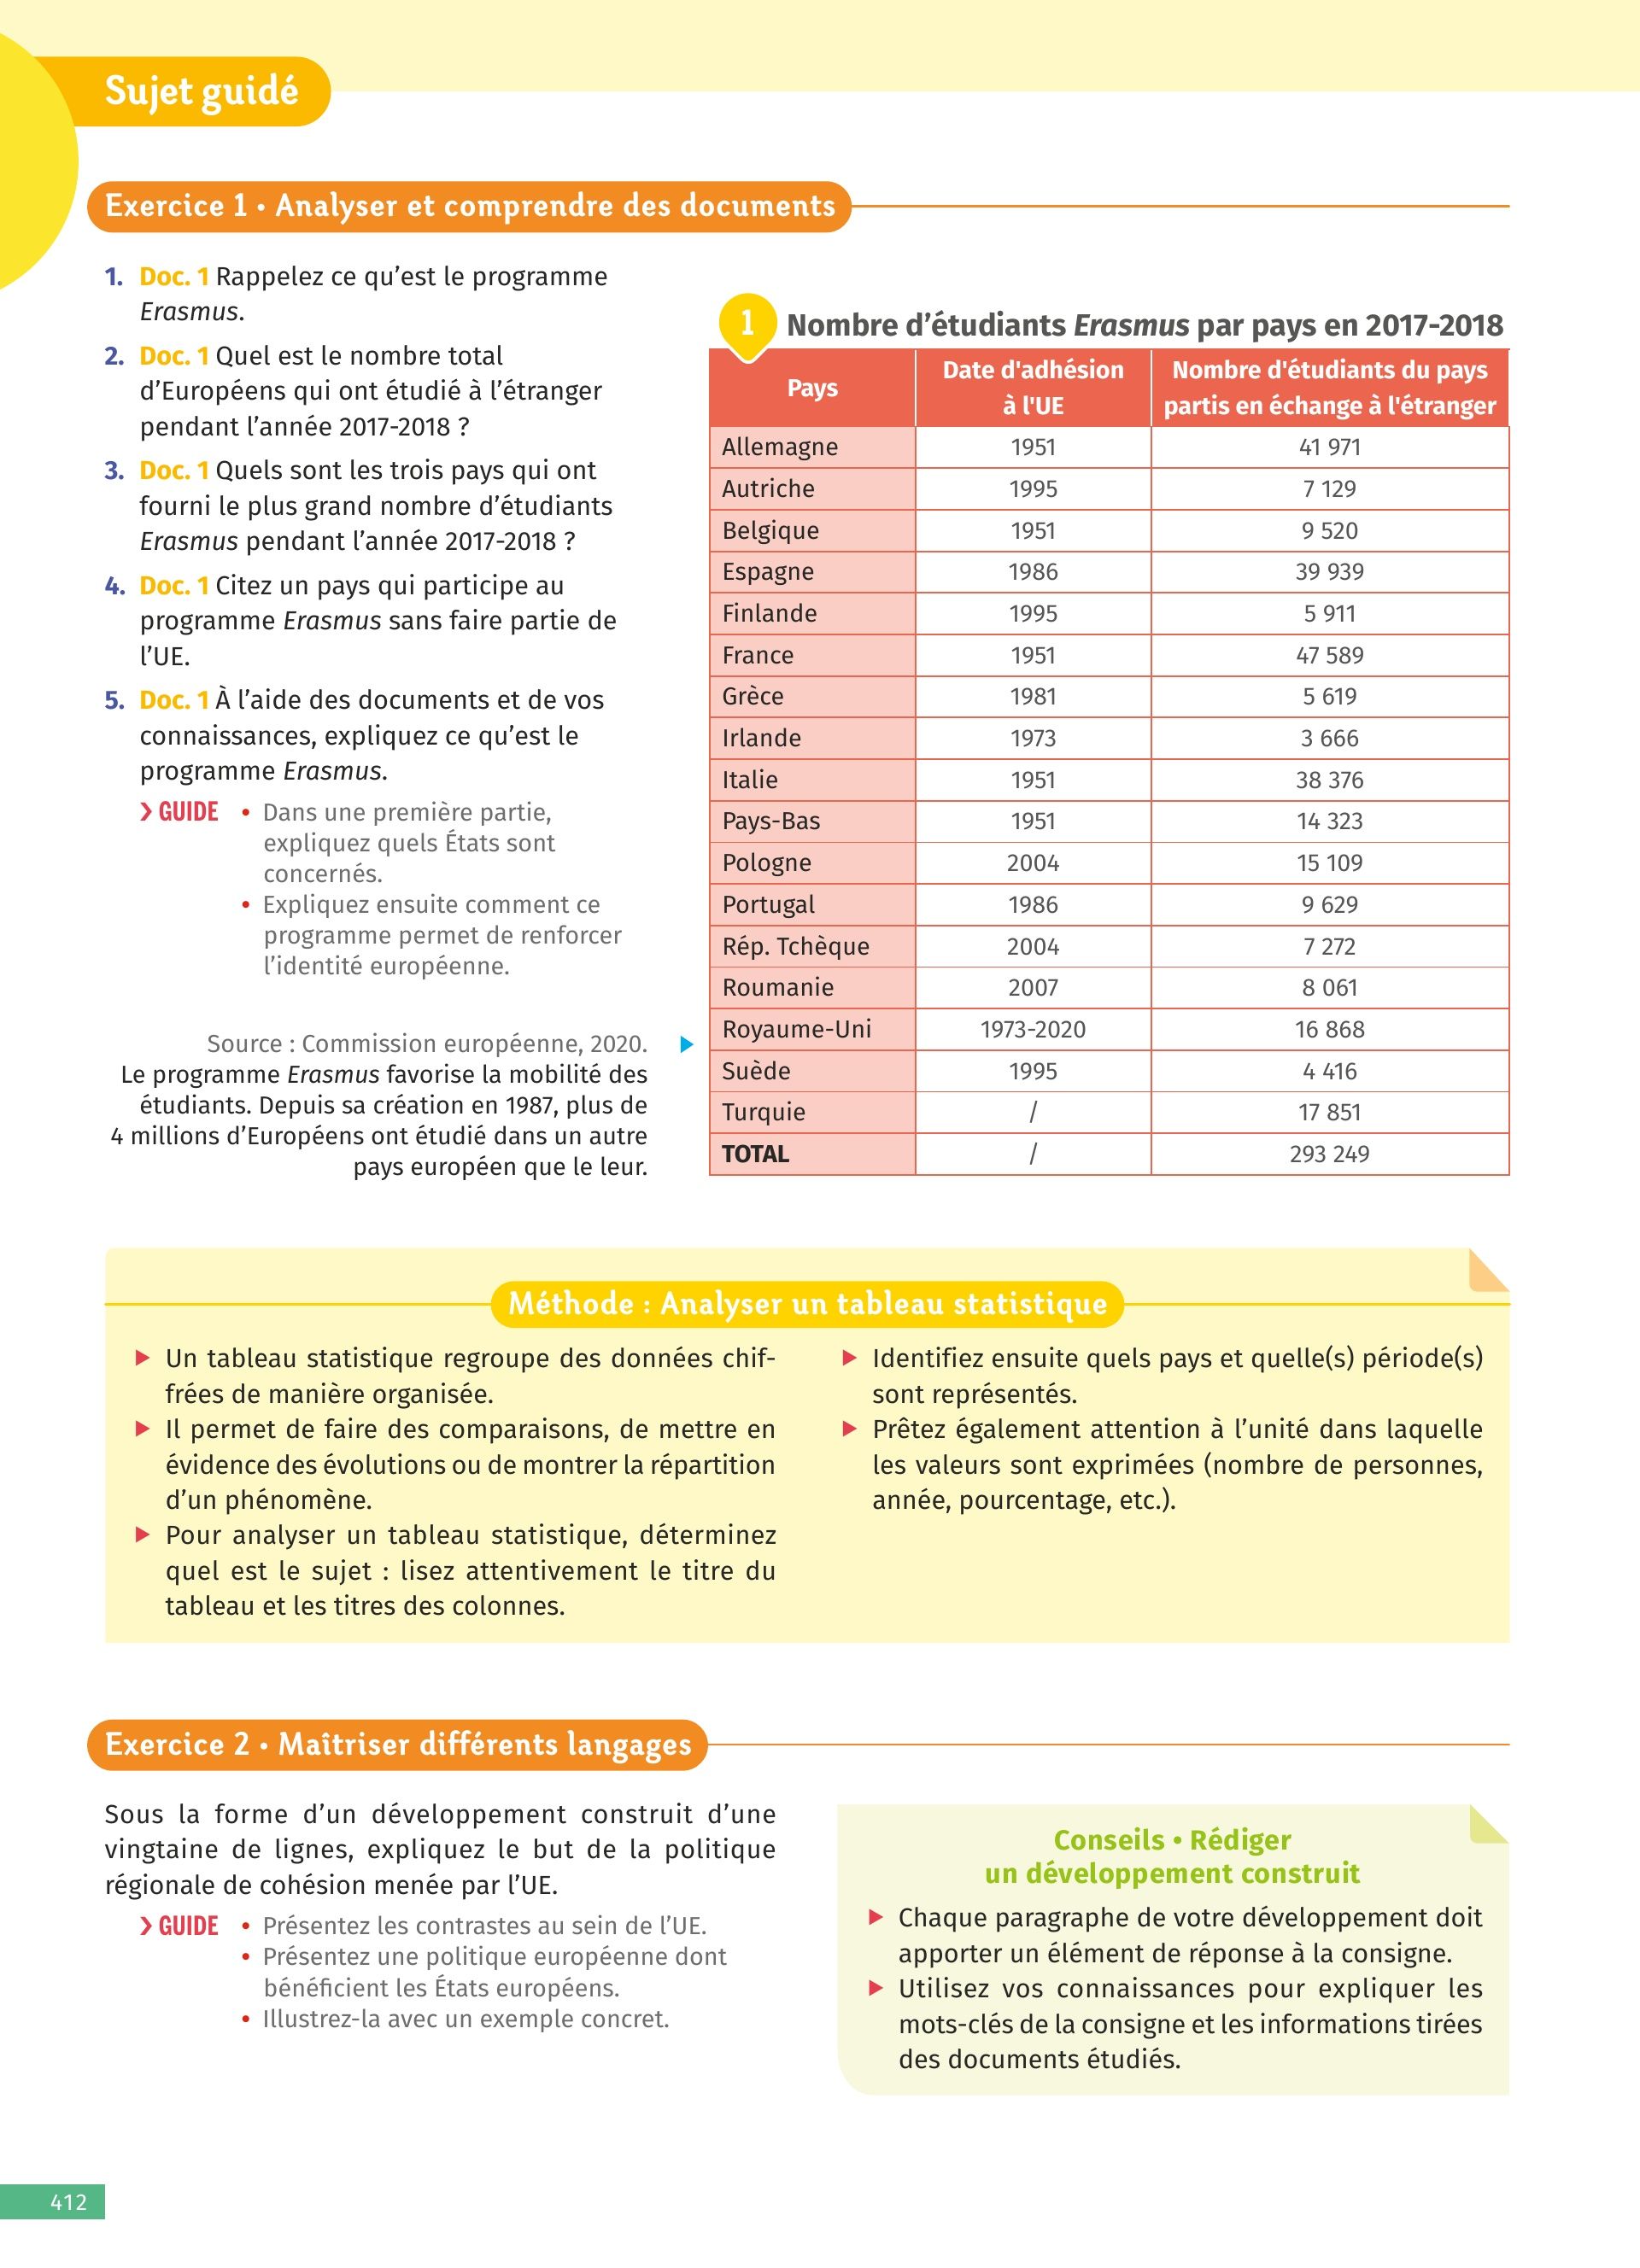 Sujet guidé
Exercice 1 • Analyser et comprendre des documents
1. Doc. 1 Rappelez ce qu’est le programme
Erasmus.
2. Doc. 1 Quel est le nombre total
d’Européens qui ont étudié à l’étranger
pendant l’année 2017-2018 ?
3. Doc. 1 Quels sont les trois pays qui ont
fourni le plus grand nombre d’étudiants
Erasmus pendant l’année 2017-2018 ?
4. Doc. 1 Citez un pays qui participe au
programme Erasmus sans faire partie de
l’UE.
5. Doc. 1 À l’aide des documents et de vos
connaissances, expliquez ce qu’est le
programme Erasmus.
❯ GUIDE • Dans une première partie,
expliquez quels États sont
concernés.
• Expliquez ensuite comment ce
programme permet de renforcer
l’identité européenne.
Source : Commission européenne, 2020.
Le programme Erasmus favorise la mobilité des
étudiants. Depuis sa création en 1987, plus de
4 millions d’Européens ont étudié dans un autre
pays européen que le leur.
1 Nombre d’étudiants Erasmus par pays en 2017-2018
Pays | Date d'adhésion à l'UE | Nombre d'étudiants du pays partis en échange à l'étranger
Allemagne 1951 41 971
Autriche 1995 7 129
Belgique 1951 9 520
Espagne 1986 39 939
Finlande 1995 5 911
France 1951 47 589
Grèce 1981 5 619
Irlande 1973 3 666
Italie 1951 38 376
Pays-Bas 1951 14 323
Pologne 2004 15 109
Portugal 1986 9 629
Rép. Tchèque 2004 7 272
Roumanie 2007 8 061
Royaume-Uni 1973-2020 16 868
Suède 1995 4 416
Turquie / 17 851
TOTAL / 293 249
Méthode : Analyser un tableau statistique
▶ Un tableau statistique regroupe des données chif-
frées de manière organisée.
▶ Il permet de faire des comparaisons, de mettre en
évidence des évolutions ou de montrer la répartition
d’un phénomène.
▶ Pour analyser un tableau statistique, déterminez
quel est le sujet : lisez attentivement le titre du
tableau et les titres des colonnes.
▶ Identifiez ensuite quels pays et quelle(s) période(s)
sont représentés.
▶ Prêtez également attention à l’unité dans laquelle
les valeurs sont exprimées (nombre de personnes,
année, pourcentage, etc.).
Exercice 2 • Maîtriser différents langages
Sous la forme d’un développement construit d’une
vingtaine de lignes, expliquez le but de la politique
régionale de cohésion menée par l’UE.
❯ GUIDE • Présentez les contrastes au sein de l’UE.
• Présentez une politique européenne dont
bénéficient les États européens.
• Illustrez-la avec un exemple concret.
Conseils • Rédiger
un développement construit
▶ Chaque paragraphe de votre développement doit
apporter un élément de réponse à la consigne.
▶ Utilisez vos connaissances pour expliquer les
mots-clés de la consigne et les informations tirées
des documents étudiés.
412